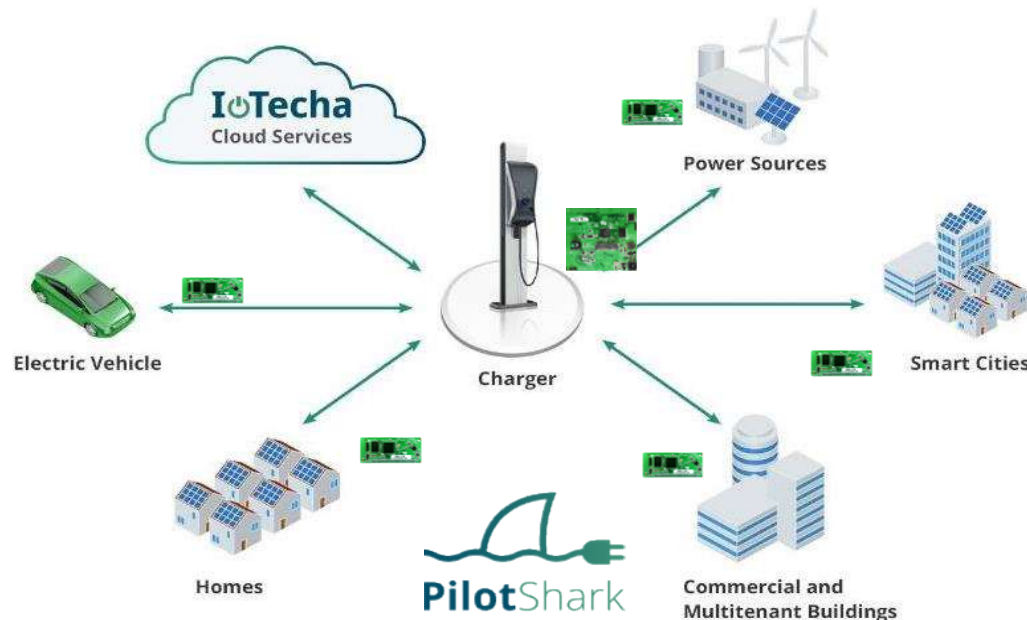 IoTecha
Cloud Services
Power Sources
Electric Vehicle
Charger
Smart Cities
Homes
PilotShark
Commercial and
Multitenant Buildings